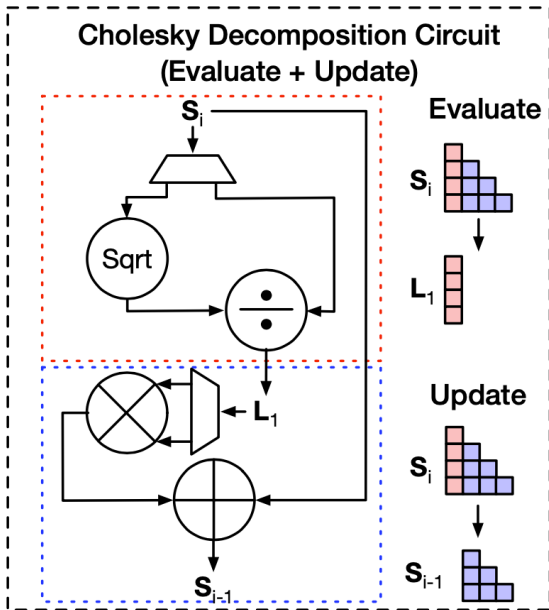 Cholesky Decomposition Circuit
(Evaluate + Update)
Sᵢ
Evaluate
Sᵢ
Sqrt
L₁
L₁
Update
Sᵢ
Sᵢ₋₁
Sᵢ₋₁